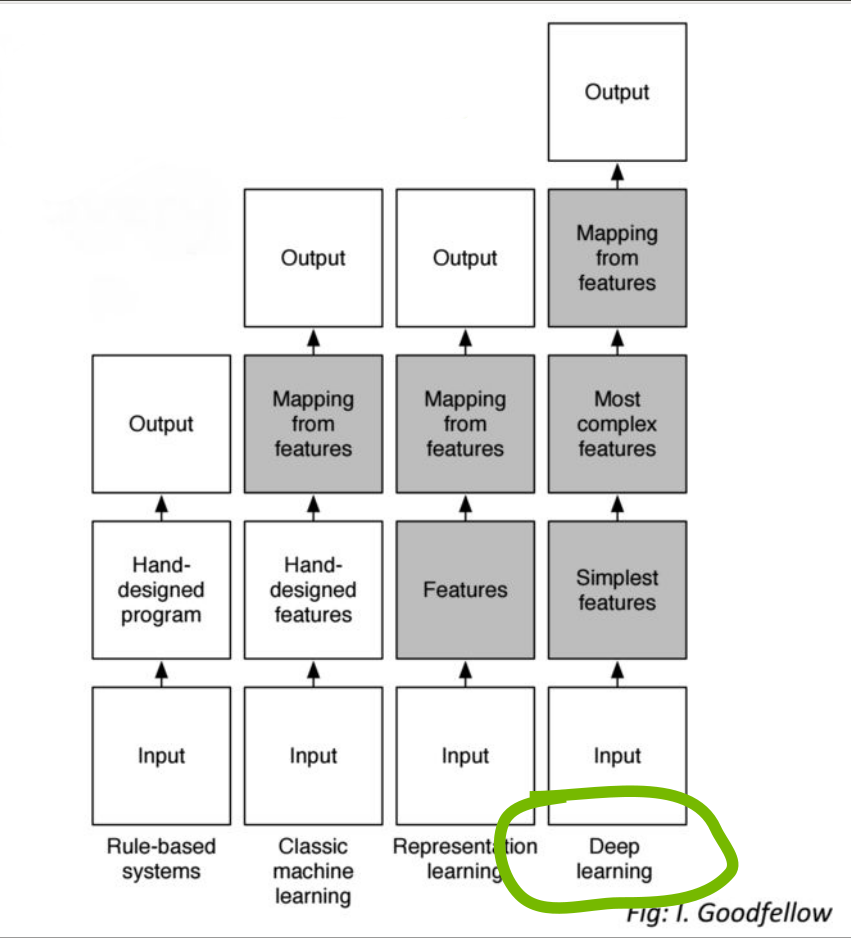 Output
Output
Output
Mapping
from
features
Output
Mapping
from
features
Mapping
from
features
Most
complex
features
Hand-
designed
program
Hand-
designed
features
Features
Simplest
features
Input
Input
Input
Input
Rule-based
systems
Classic
machine
learning
Representation
learning
Deep
learning
Fig: I. Goodfellow